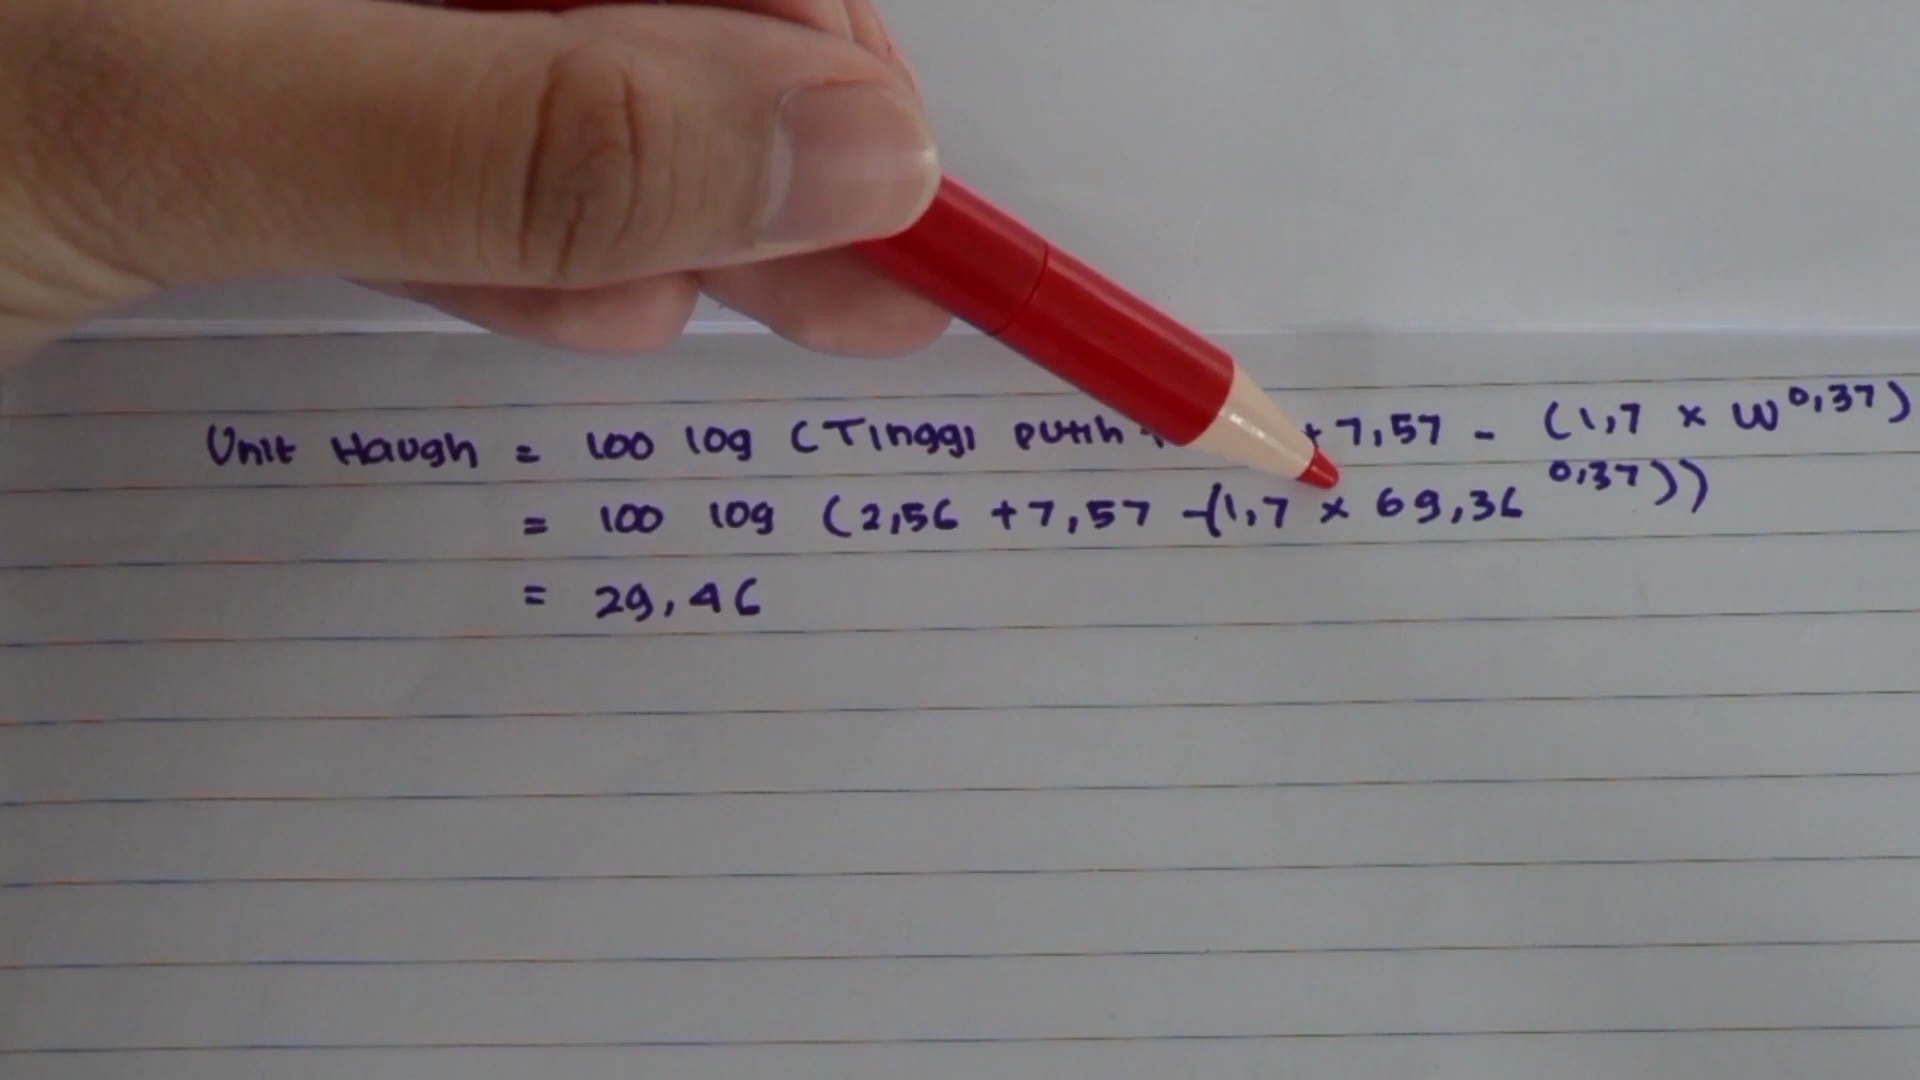 Unit Haugh = 100 log (Tinggi putih + 7,57 - (1,7 × W^0,37)
= 100 log (2,56 + 7,57 -(1,7 × 69,36^0,37))
= 29,46